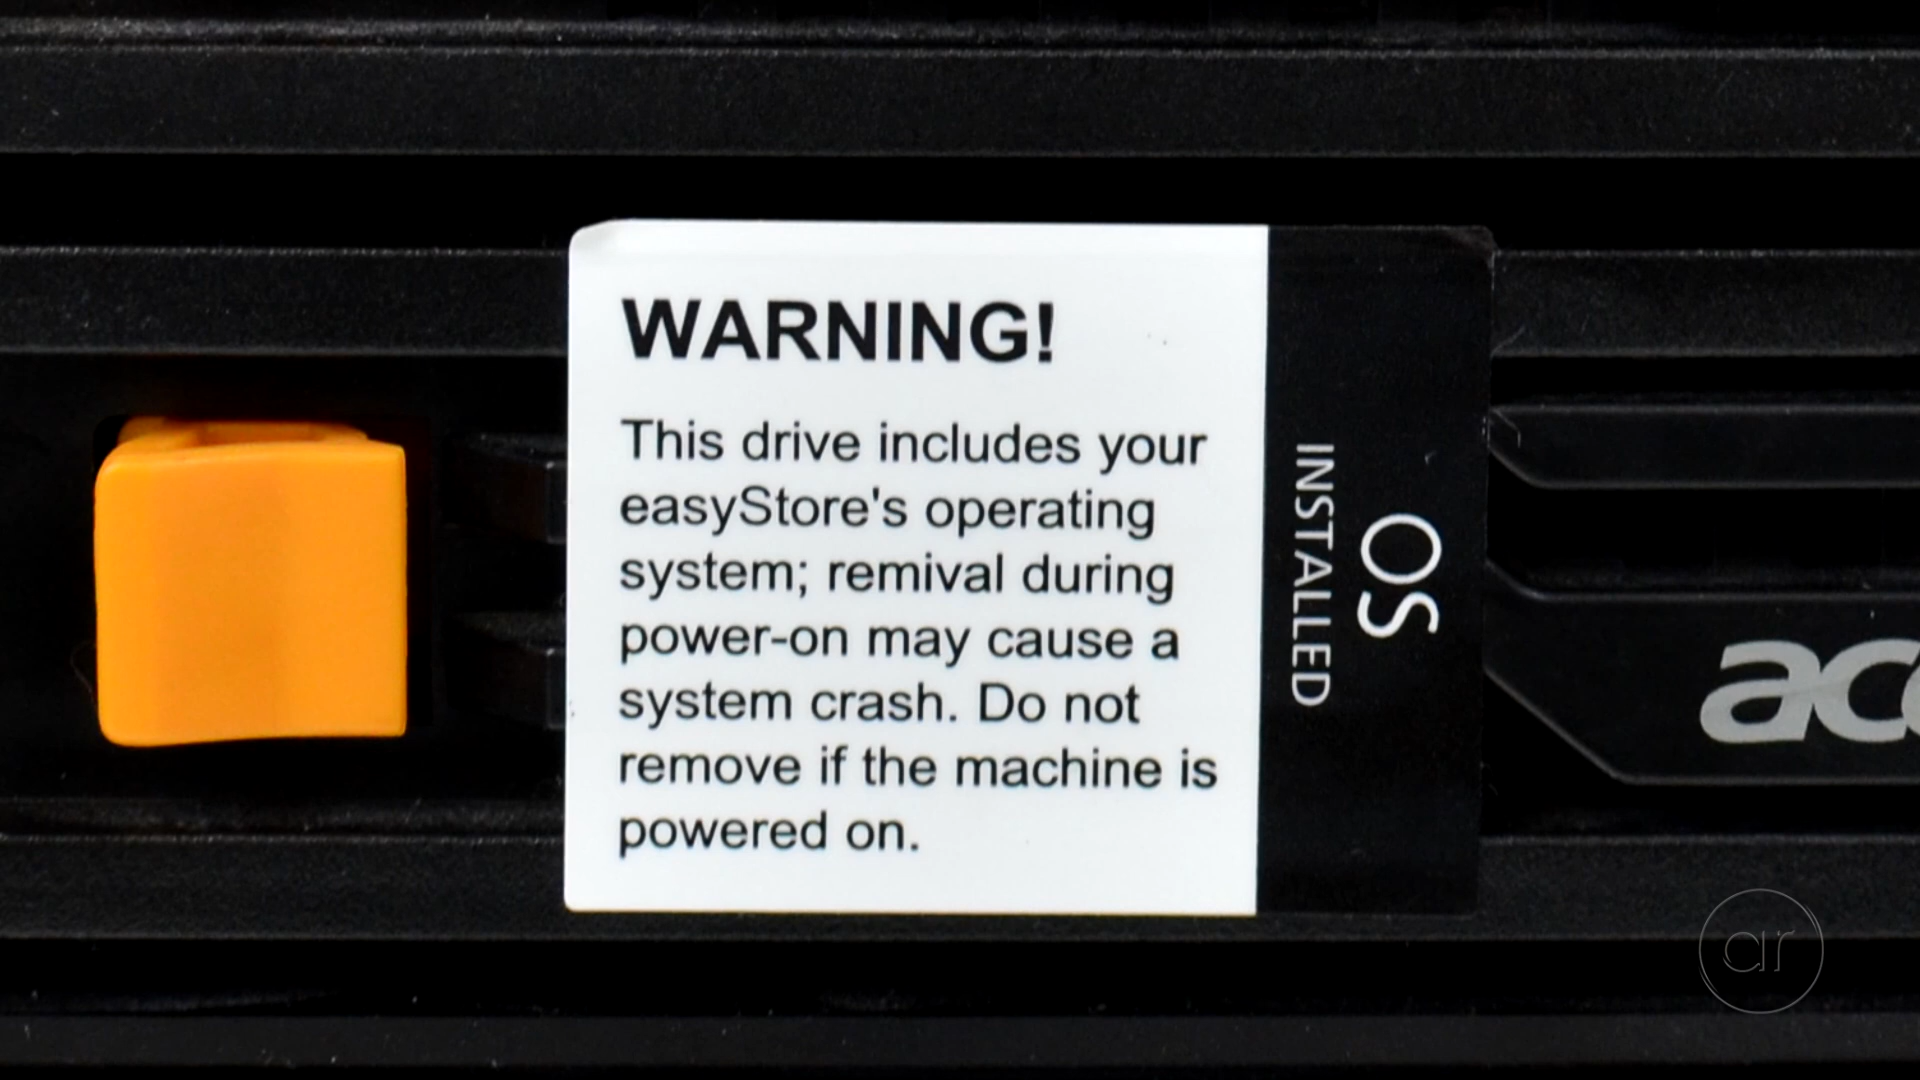 WARNING!
This drive includes your
easyStore's operating
system; remival during
power-on may cause a
system crash. Do not
remove if the machine is
powered on.
OS
INSTALLED
ar